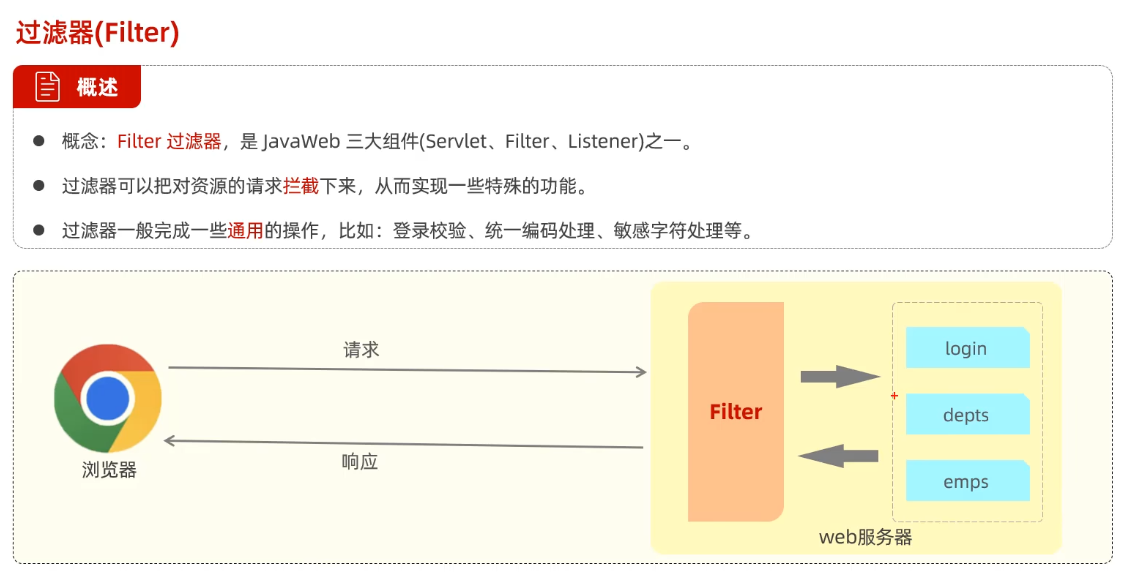 过滤器(Filter)
概述
概念：Filter 过滤器，是 JavaWeb 三大组件(Servlet、Filter、Listener)之一。
过滤器可以把对资源的请求拦截下来，从而实现一些特殊的功能。
过滤器一般完成一些通用的操作，比如：登录校验、统一编码处理、敏感字符处理等。
请求
响应
浏览器
Filter
login
depts
emps
web服务器